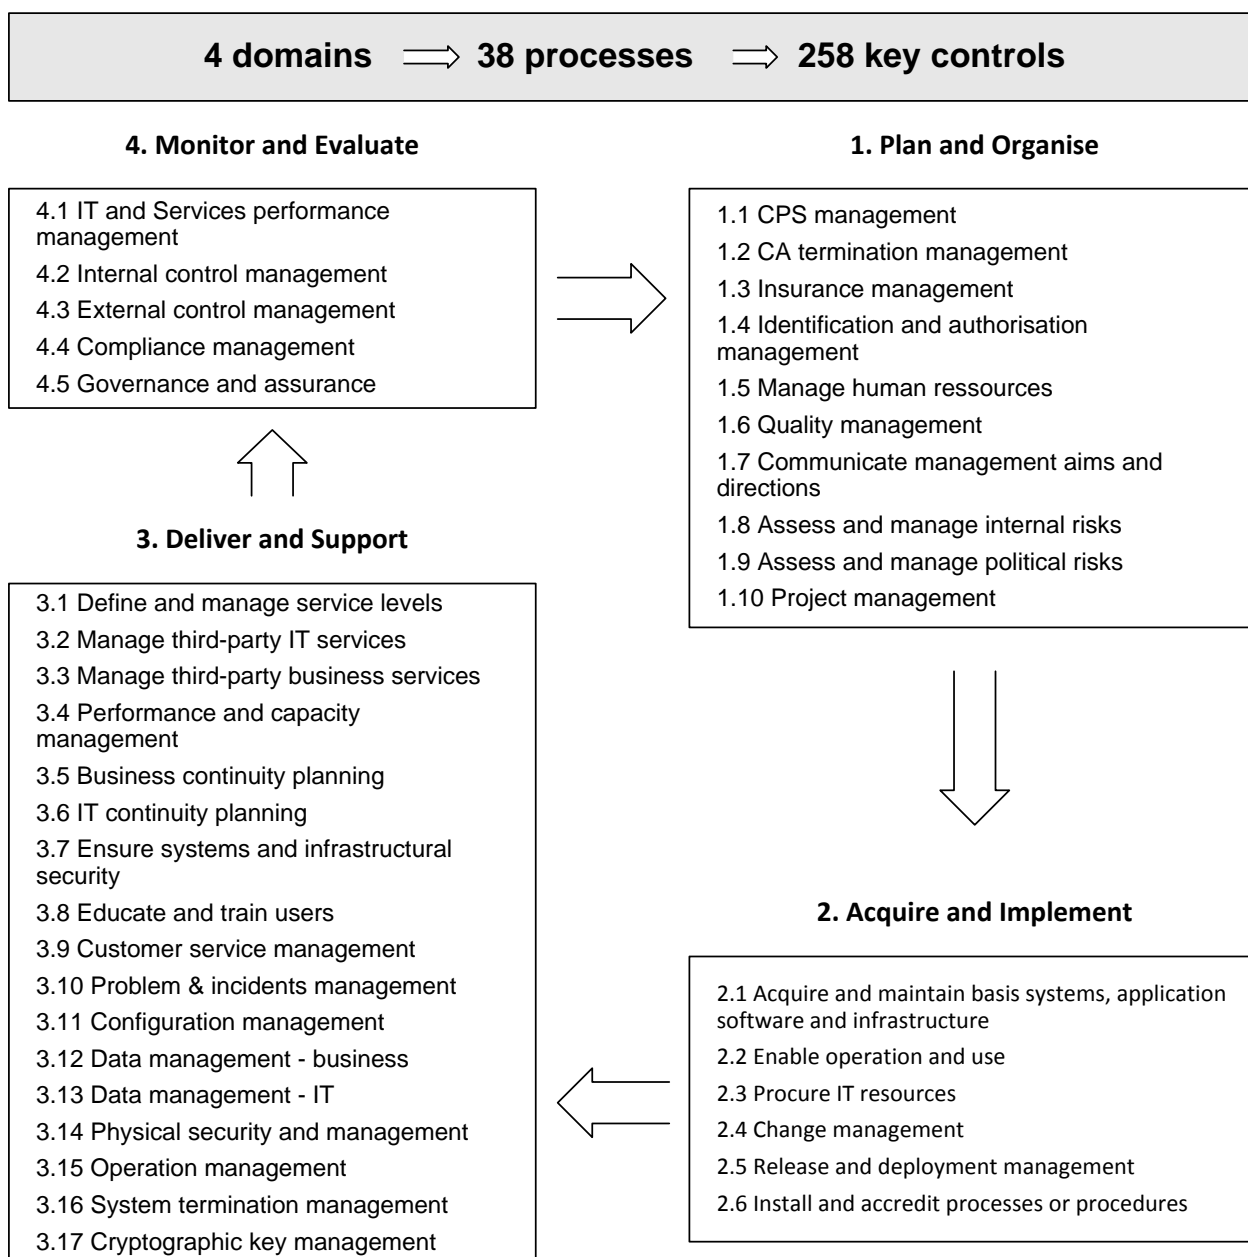 4 domains 38 processes 258 key controls
4. Monitor and Evaluate
4.1 IT and Services performance
management
4.2 Internal control management
4.3 External control management
4.4 Compliance management
4.5 Governance and assurance
1. Plan and Organise
1.1 CPS management
1.2 CA termination management
1.3 Insurance management
1.4 Identification and authorisation
management
1.5 Manage human ressources
1.6 Quality management
1.7 Communicate management aims and
directions
1.8 Assess and manage internal risks
1.9 Assess and manage political risks
1.10 Project management
3. Deliver and Support
3.1 Define and manage service levels
3.2 Manage third-party IT services
3.3 Manage third-party business services
3.4 Performance and capacity
management
3.5 Business continuity planning
3.6 IT continuity planning
3.7 Ensure systems and infrastructural
security
3.8 Educate and train users
3.9 Customer service management
3.10 Problem & incidents management
3.11 Configuration management
3.12 Data management - business
3.13 Data management - IT
3.14 Physical security and management
3.15 Operation management
3.16 System termination management
3.17 Cryptographic key management
2. Acquire and Implement
2.1 Acquire and maintain basis systems, application
software and infrastructure
2.2 Enable operation and use
2.3 Procure IT resources
2.4 Change management
2.5 Release and deployment management
2.6 Install and accredit processes or procedures